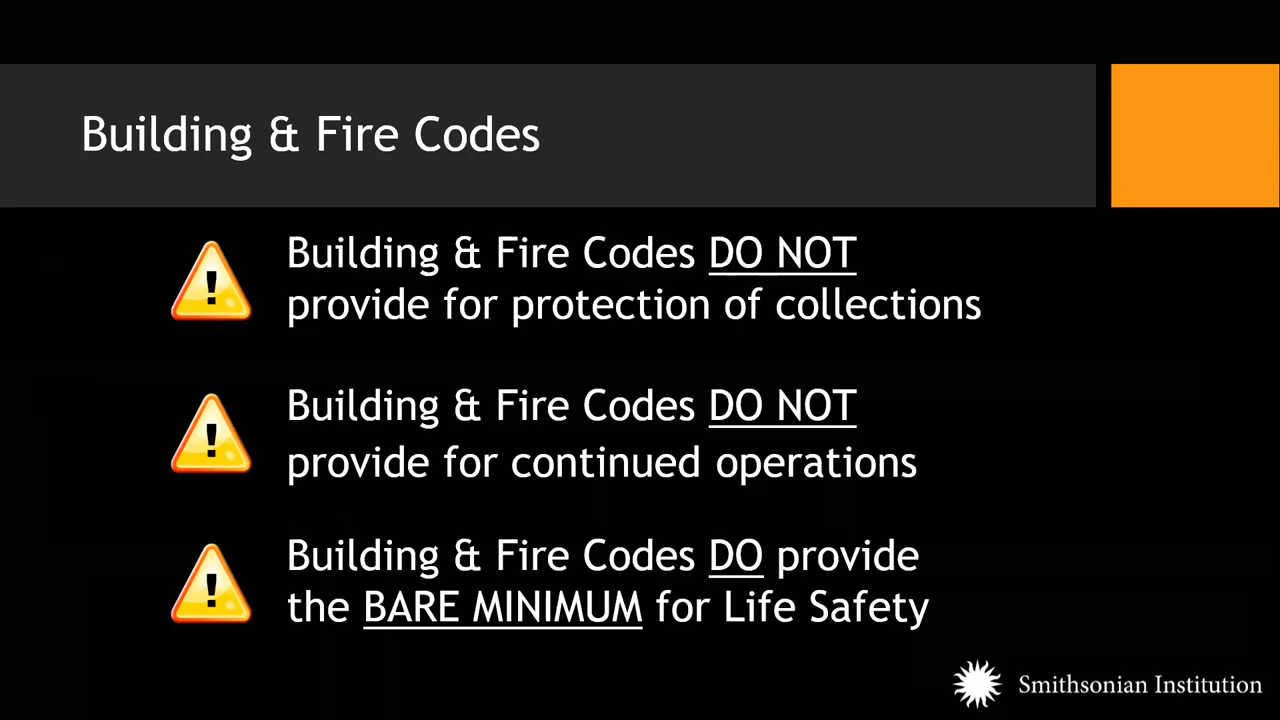 Building & Fire Codes
Building & Fire Codes DO NOT
provide for protection of collections
Building & Fire Codes DO NOT
provide for continued operations
Building & Fire Codes DO provide
the BARE MINIMUM for Life Safety
Smithsonian Institution